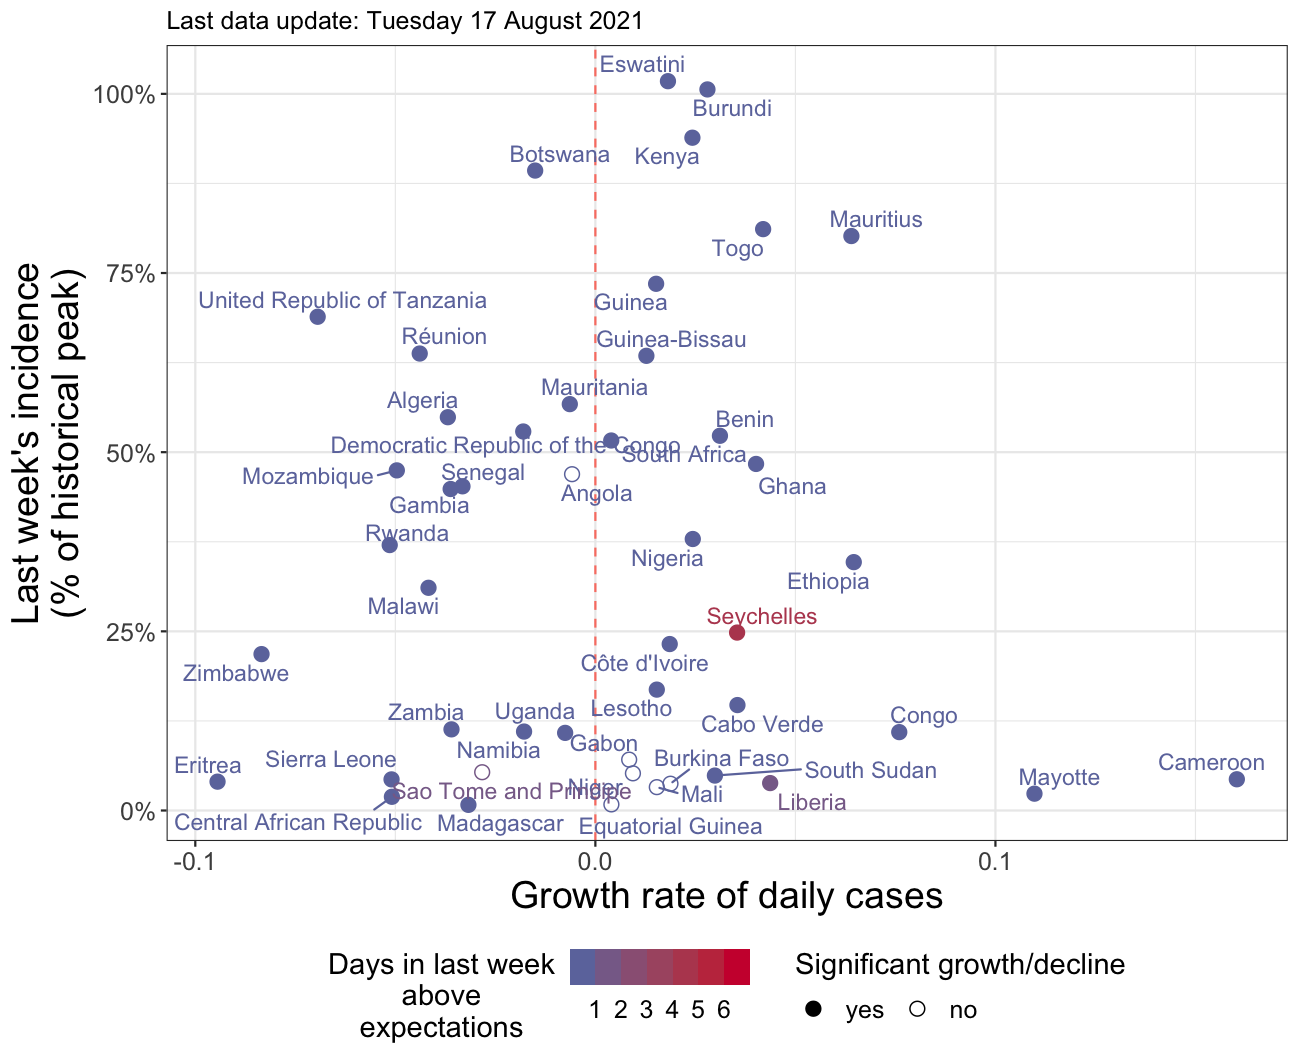 Last data update: Tuesday 17 August 2021
Last week's incidence
(% of historical peak)
100%
75%
50%
25%
0%
Eswatini
Burundi
Botswana
Kenya
Mauritius
Togo
United Republic of Tanzania
Guinea
Réunion
Guinea-Bissau
Mauritania
Algeria
Benin
Democratic Republic of the Congo
South Africa
Mozambique
Senegal
Ghana
Angola
Gambia
Rwanda
Nigeria
Ethiopia
Malawi
Seychelles
Côte d'Ivoire
Zimbabwe
Lesotho
Zambia
Uganda
Congo
Cabo Verde
Namibia
Gabon
Sierra Leone
Burkina Faso
Eritrea
South Sudan
Cameroon
Mayotte
Sao Tome and Principe
Niger
Mali
Liberia
Central African Republic
Madagascar
Equatorial Guinea
-0.1
0.0
0.1
Growth rate of daily cases
Days in last week
above
expectations
1 2 3 4 5 6
Significant growth/decline
yes
no